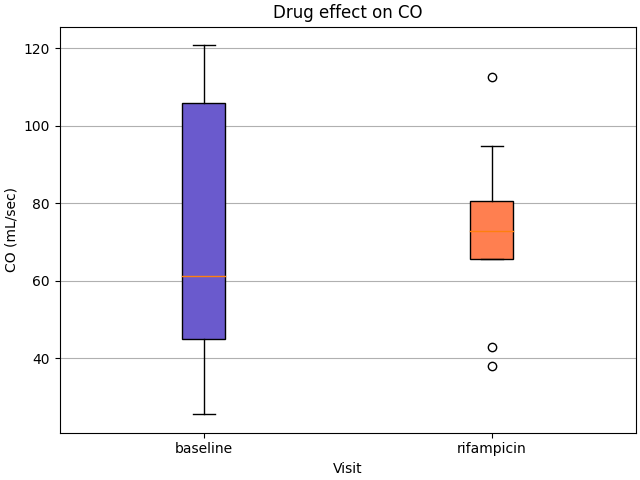 Drug effect on CO
CO (mL/sec)
120
100
80
60
40
baseline
rifampicin
Visit